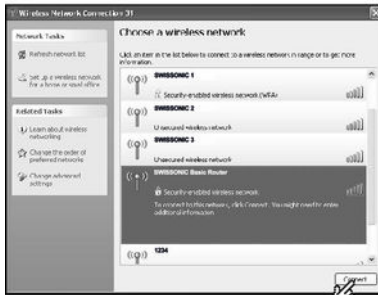 Wireless Network Connection 31
Network Tasks
Refresh network list
Set up a wireless network
for a home or small office
Related Tasks
Learn about wireless
networking
Change the order of
preferred networks
Change advanced
settings
Choose a wireless network
Click an item in the list below to connect to a wireless network in range or to get more
information.
SWISSONIC 1
Security-enabled wireless network (WPA)
SWISSONIC 2
Unsecured wireless network
SWISSONIC 3
Unsecured wireless network
SWISSONIC Basic Router
Security-enabled wireless network
To connect to this network, click Connect. You might need to enter
additional information.
1234
Connect